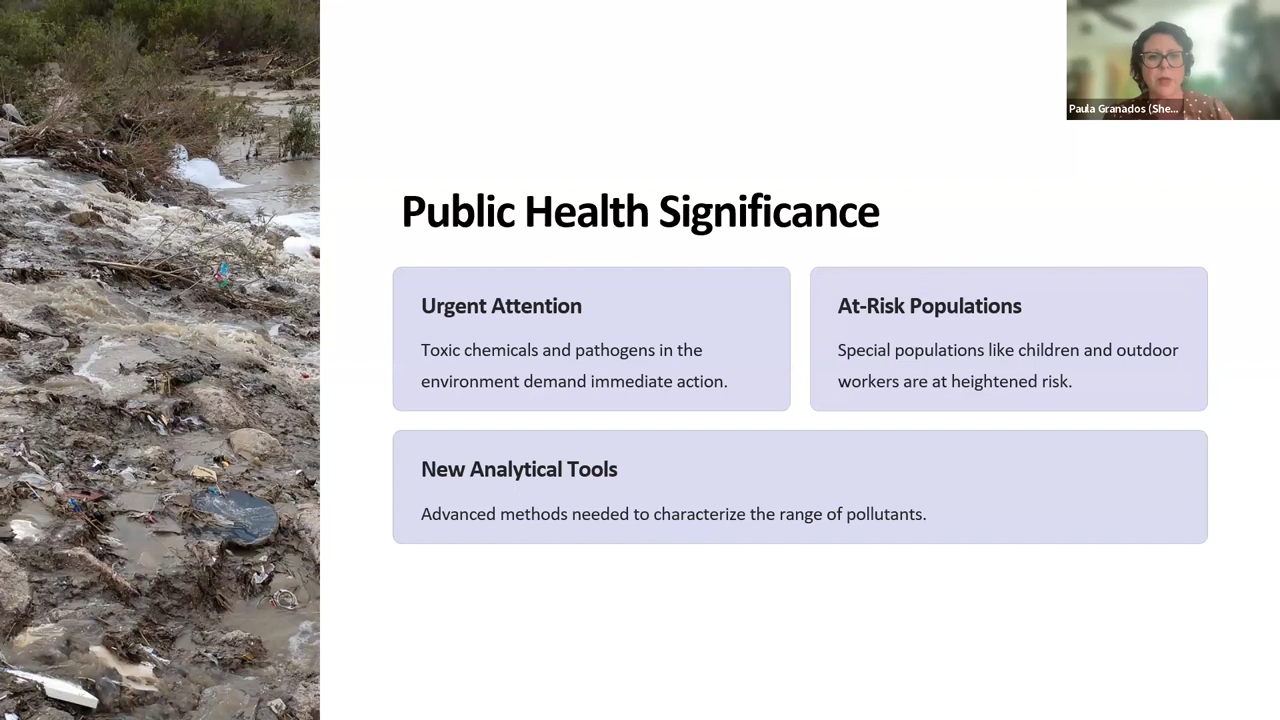 Paula Granados (She...
Public Health Significance
Urgent Attention
Toxic chemicals and pathogens in the
environment demand immediate action.
At-Risk Populations
Special populations like children and outdoor
workers are at heightened risk.
New Analytical Tools
Advanced methods needed to characterize the range of pollutants.